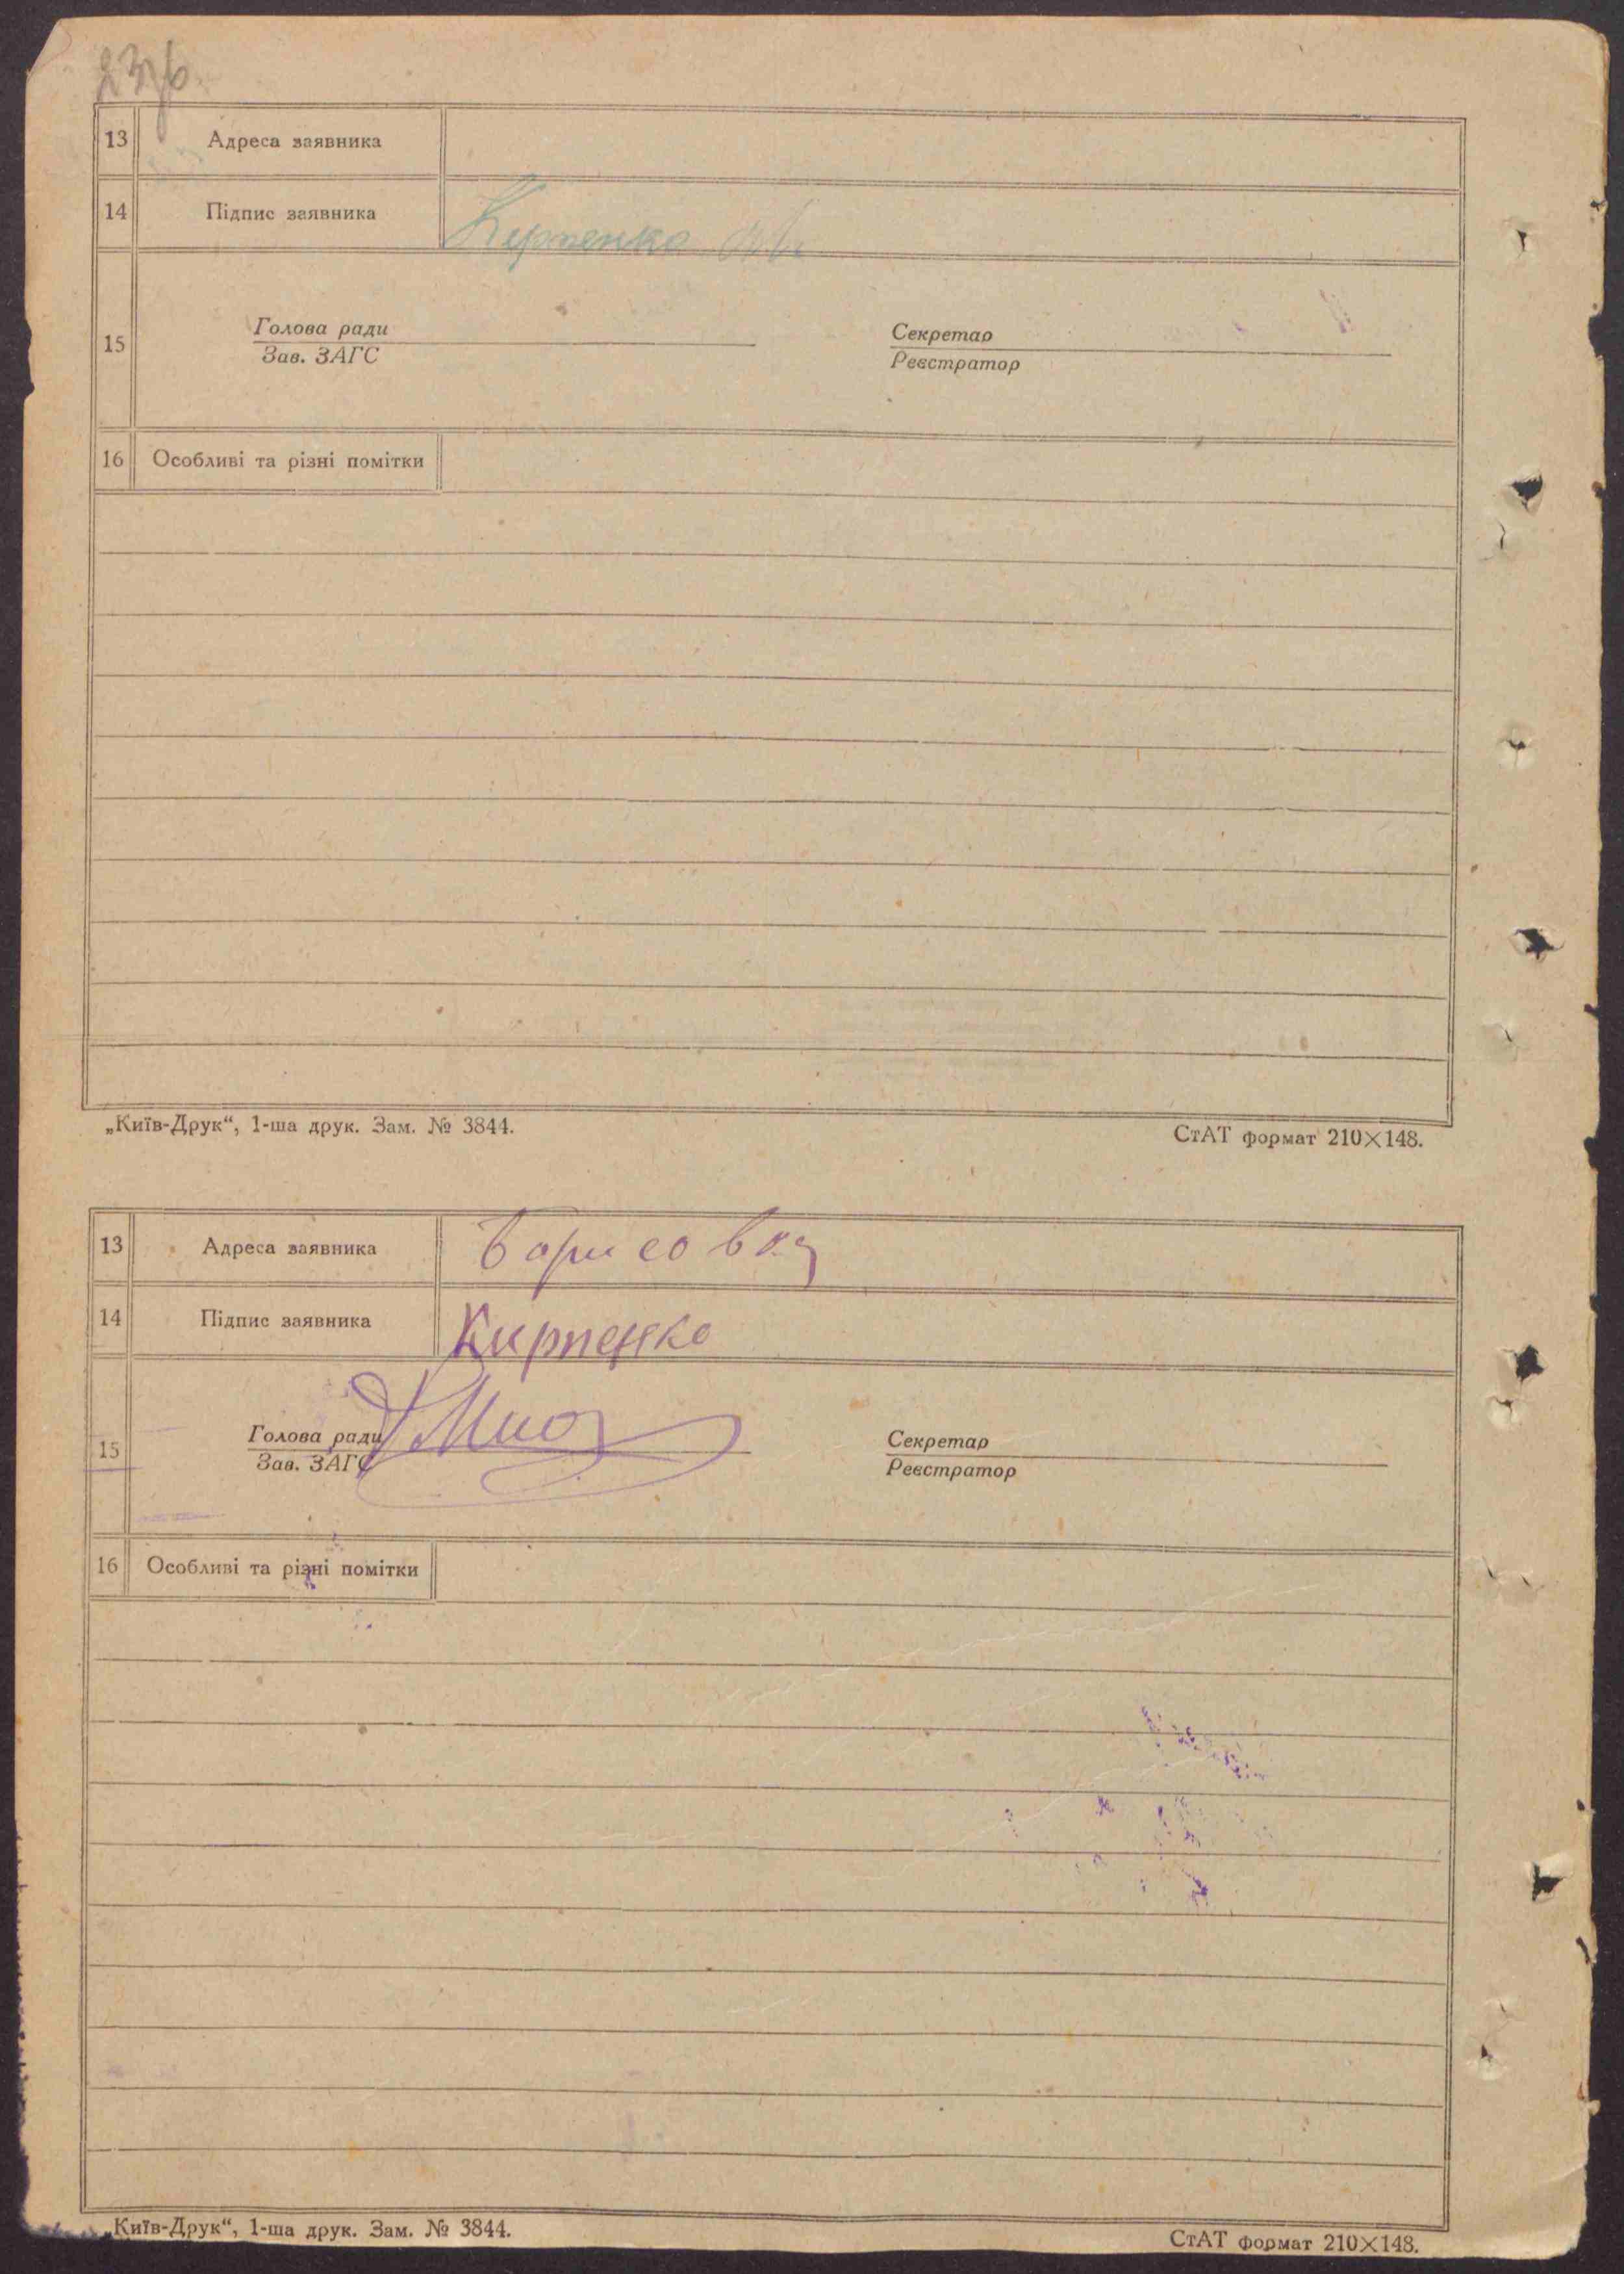 13 Адреса заявника
14 Підпис заявника Кирпенко
Голова ради Секретар
15
Зав. ЗАГС Реєстратор
16 Особливі та різні помітки
„Київ-Друк“, 1-ша друк. Зам. № 3844. СтАТ формат 210×148.
13 Адреса заявника Борисовка
14 Підпис заявника Кирпенко
Голова ради Секретар
15
Зав. ЗАГС Реєстратор
16 Особливі та різні помітки
„Київ-Друк“, 1-ша друк. Зам. № 3844. СтАТ формат 210×148.